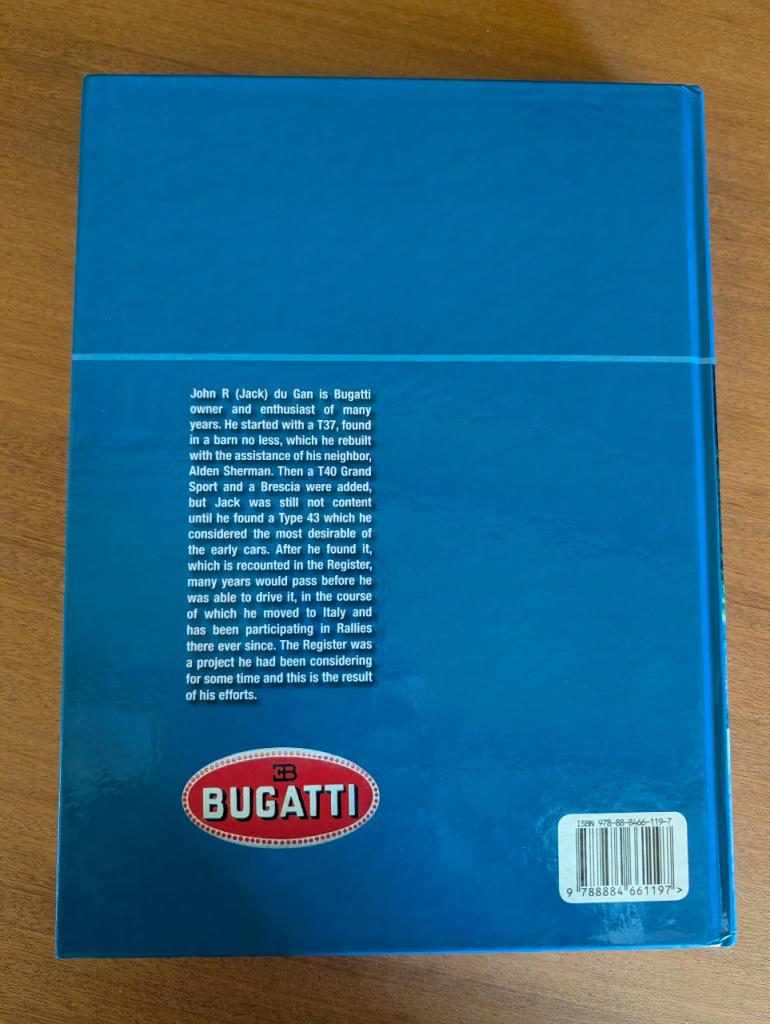 John R (Jack) du Gan is Bugatti
owner and enthusiast of many
years. He started with a T37, found
in a barn no less, which he rebuilt
with the assistance of his neighbor,
Alden Sherman. Then a T40 Grand
Sport and a Brescia were added,
but Jack was still not content
until he found a Type 43 which he
considered the most desirable of
the early cars. After he found it,
which is recounted in the Register,
many years would pass before he
was able to drive it, in the course
of which he moved to Italy and
has been participating in Rallies
there ever since. The Register was
a project he had been considering
for some time and this is the result
of his efforts.
EB
BUGATTI
ISBN 978-88-8466-119-7
9 788884 661197 >